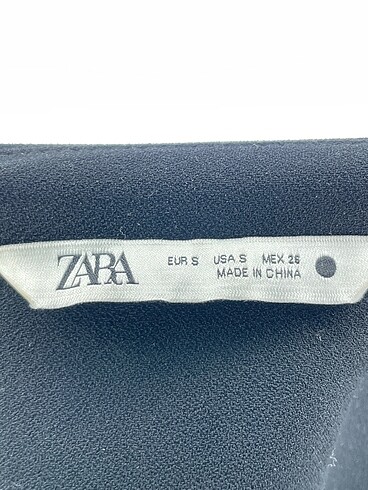 ZARA
EUR S USA S MEX 26
MADE IN CHINA